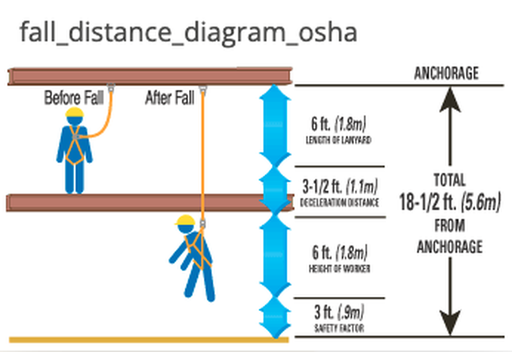 fall_distance_diagram_osha
ANCHORAGE
Before Fall
After Fall
6 ft. (1.8m)
LENGTH OF LANYARD
3-1/2 ft. (1.1m)
DECELERATION DISTANCE
TOTAL
18-1/2 ft. (5.6m)
FROM
ANCHORAGE
6 ft. (1.8m)
HEIGHT OF WORKER
3 ft. (.9m)
SAFETY FACTOR